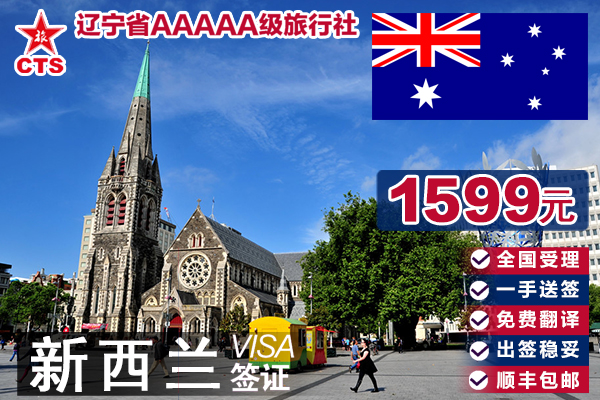 旅
CTS
辽宁省AAAAA级旅行社
1599元
全国受理
一手送签
免费翻译
出签稳妥
顺丰包邮
新西兰
VISA
签证